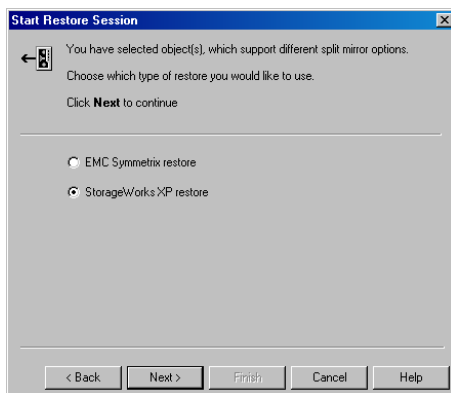 Start Restore Session
You have selected object(s), which support different split mirror options.
Choose which type of restore you would like to use.
Click Next to continue
EMC Symmetrix restore
StorageWorks XP restore
< Back Next > Finish Cancel Help